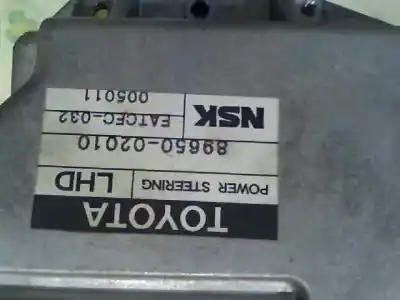 TOYOTA
POWER STEERING LHD
89650-02010
NSK EATCEC-032
005011